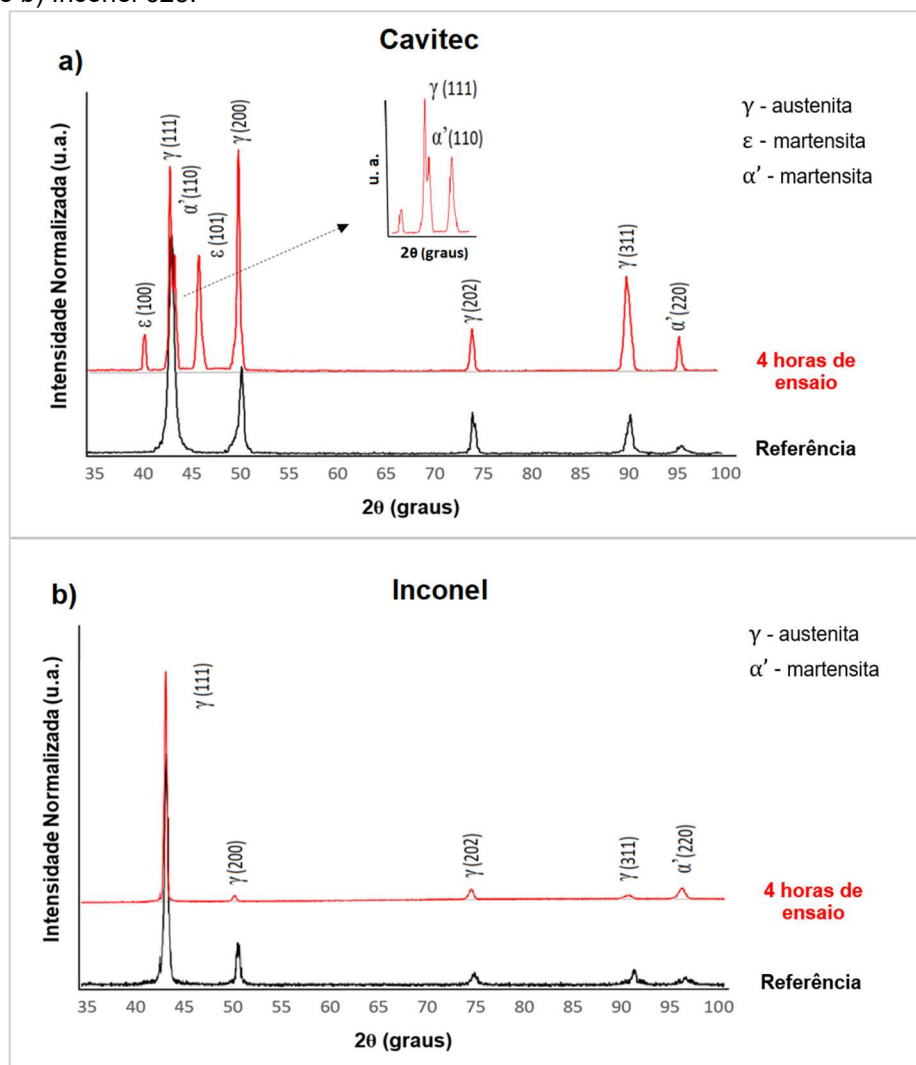 e b) Inconel 625.
Cavitec
a)
γ (111)
α'(110)
ε (101)
γ (200)
ε (100)
γ (111)
α'(110)
u. a.
2θ (graus)
γ - austenita
ε - martensita
α' - martensita
γ (202)
γ (311)
α'(220)
4 horas de
ensaio
Referência
Intensidade Normalizada (u.a.)
35 40 45 50 55 60 65 70 75 80 85 90 95 100
2θ (graus)
b)
Inconel
γ - austenita
α' - martensita
γ (111)
γ (200)
γ (202)
γ (311)
α'(220)
4 horas de
ensaio
Referência
Intensidade Normalizada (u.a.)
35 40 45 50 55 60 65 70 75 80 85 90 95 100
2θ (graus)